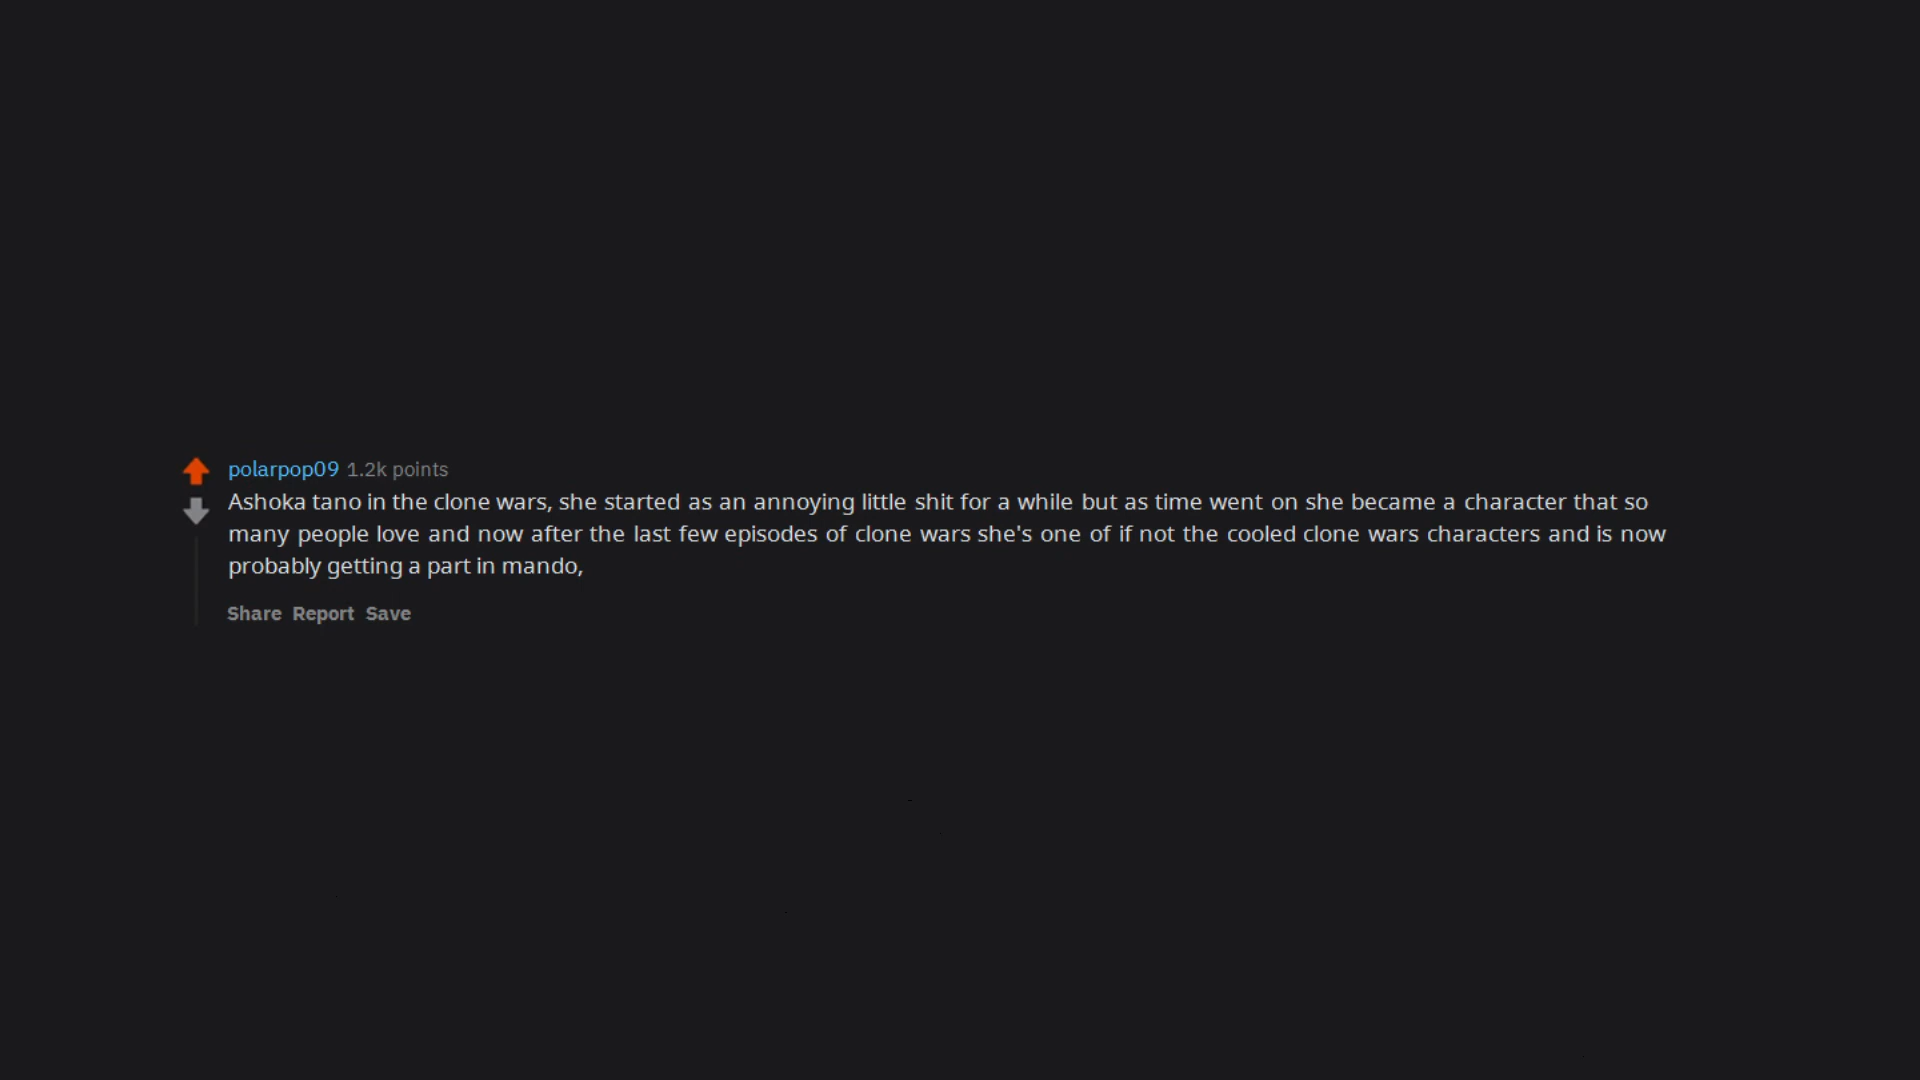 polarpop09 1.2k points
Ashoka tano in the clone wars, she started as an annoying little shit for a while but as time went on she became a character that so
many people love and now after the last few episodes of clone wars she's one of if not the cooled clone wars characters and is now
probably getting a part in mando,
Share Report Save